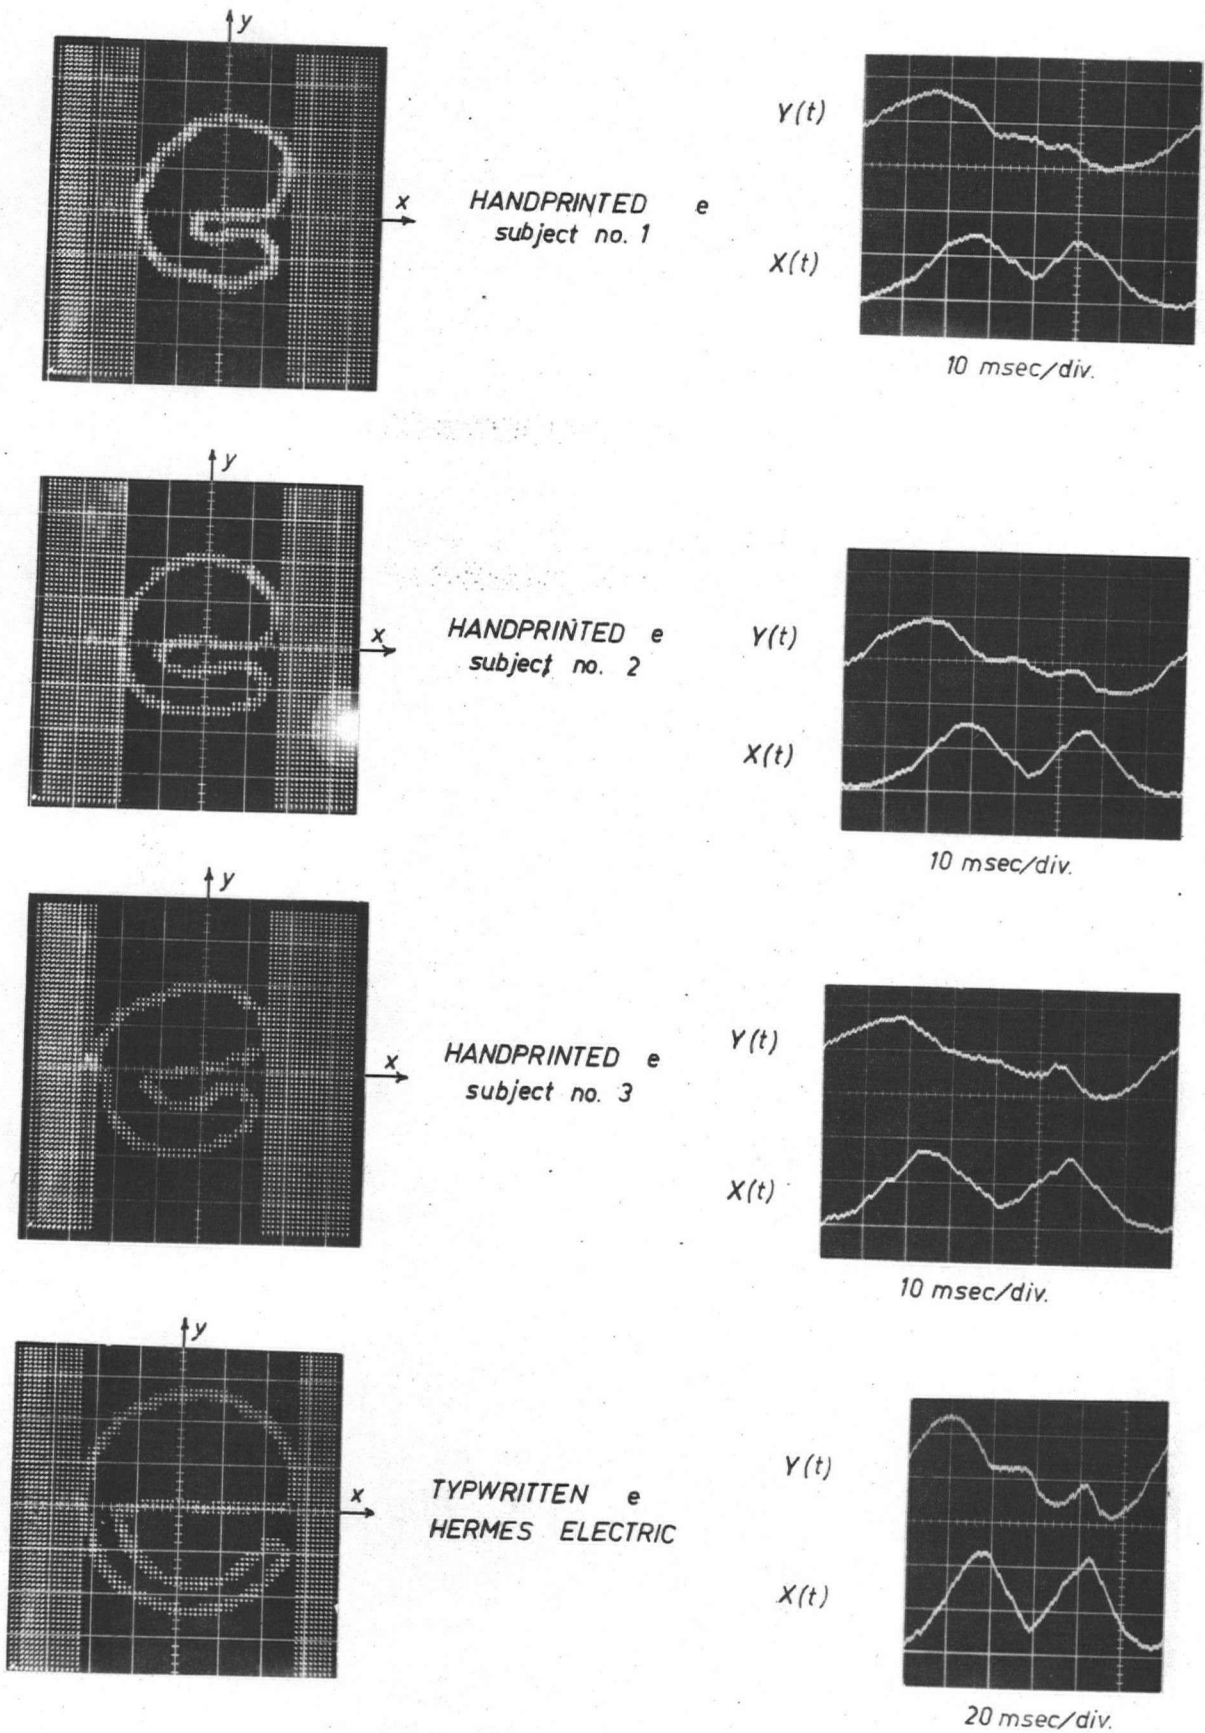 y
x
HANDPRINTED e
subject no. 1
Y(t)
X(t)
10 msec/div.
y
x
HANDPRINTED e
subject no. 2
Y(t)
X(t)
10 msec/div.
y
x
HANDPRINTED e
subject no. 3
Y(t)
X(t)
10 msec/div.
y
x
TYPWRITTEN e
HERMES ELECTRIC
Y(t)
X(t)
20 msec/div.